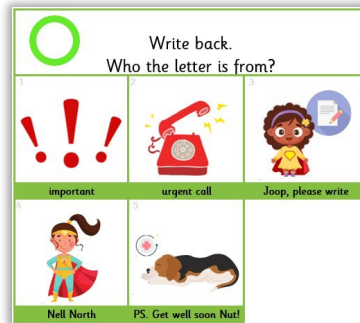 Write back.
Who the letter is from?
1
important
2
urgent call
3
Joop, please write
4
Nell North
5
PS. Get well soon Nut!